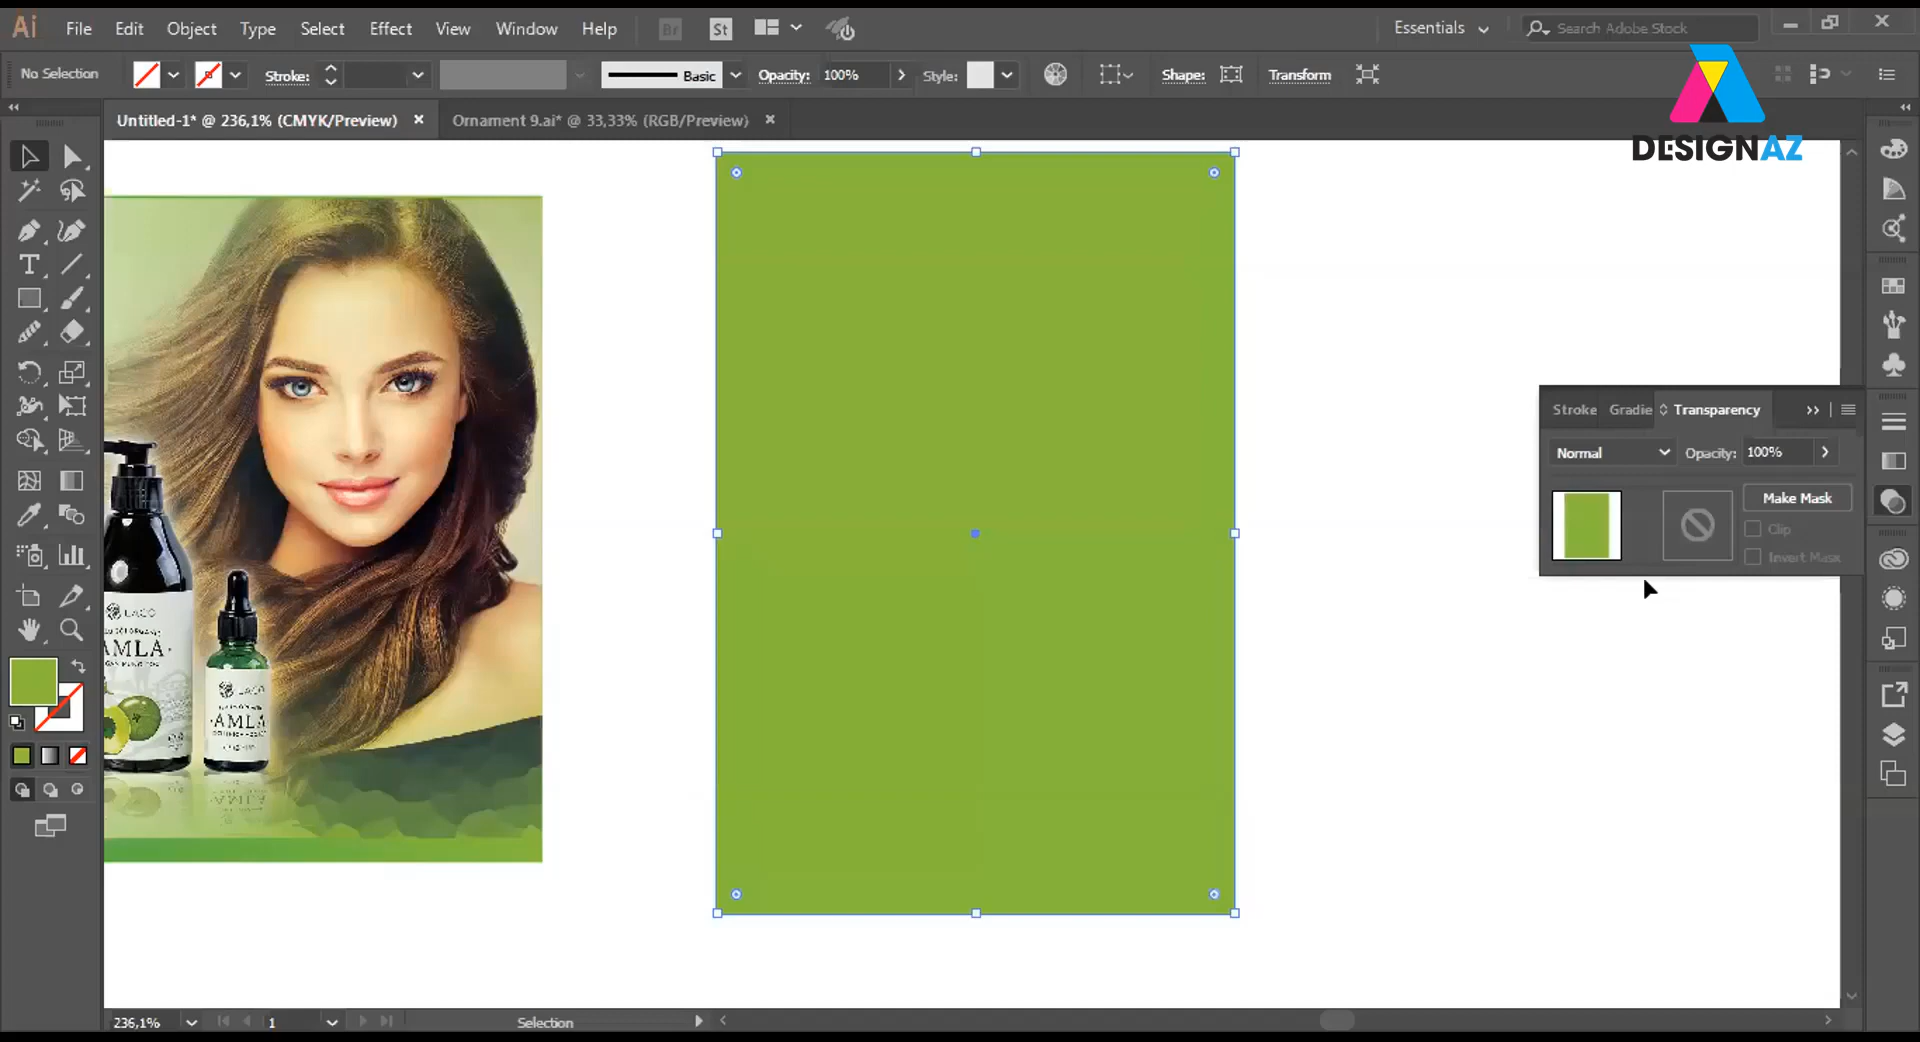 Ai File Edit Object Type Select Effect View Window Help Br St Essentials Search Adobe Stock
No Selection Stroke: Basic Opacity: 100% Style: Shape: Transform
DESIGNAZ
Untitled-1* @ 236,1% (CMYK/Preview) × Ornament 9.ai* @ 33,33% (RGB/Preview) ×
Stroke Gradie Transparency
Normal Opacity: 100%
Make Mask
Clip
Invert Mask
LACO
AMLA
LACO
AMLA
236,1% 1 Selection